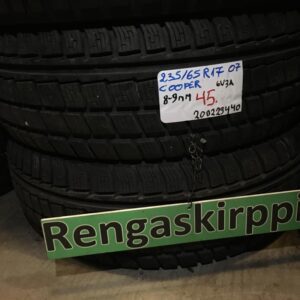 235/65R17 07
COOPER
8-9mm 45.
200229440
Rengaskirppi